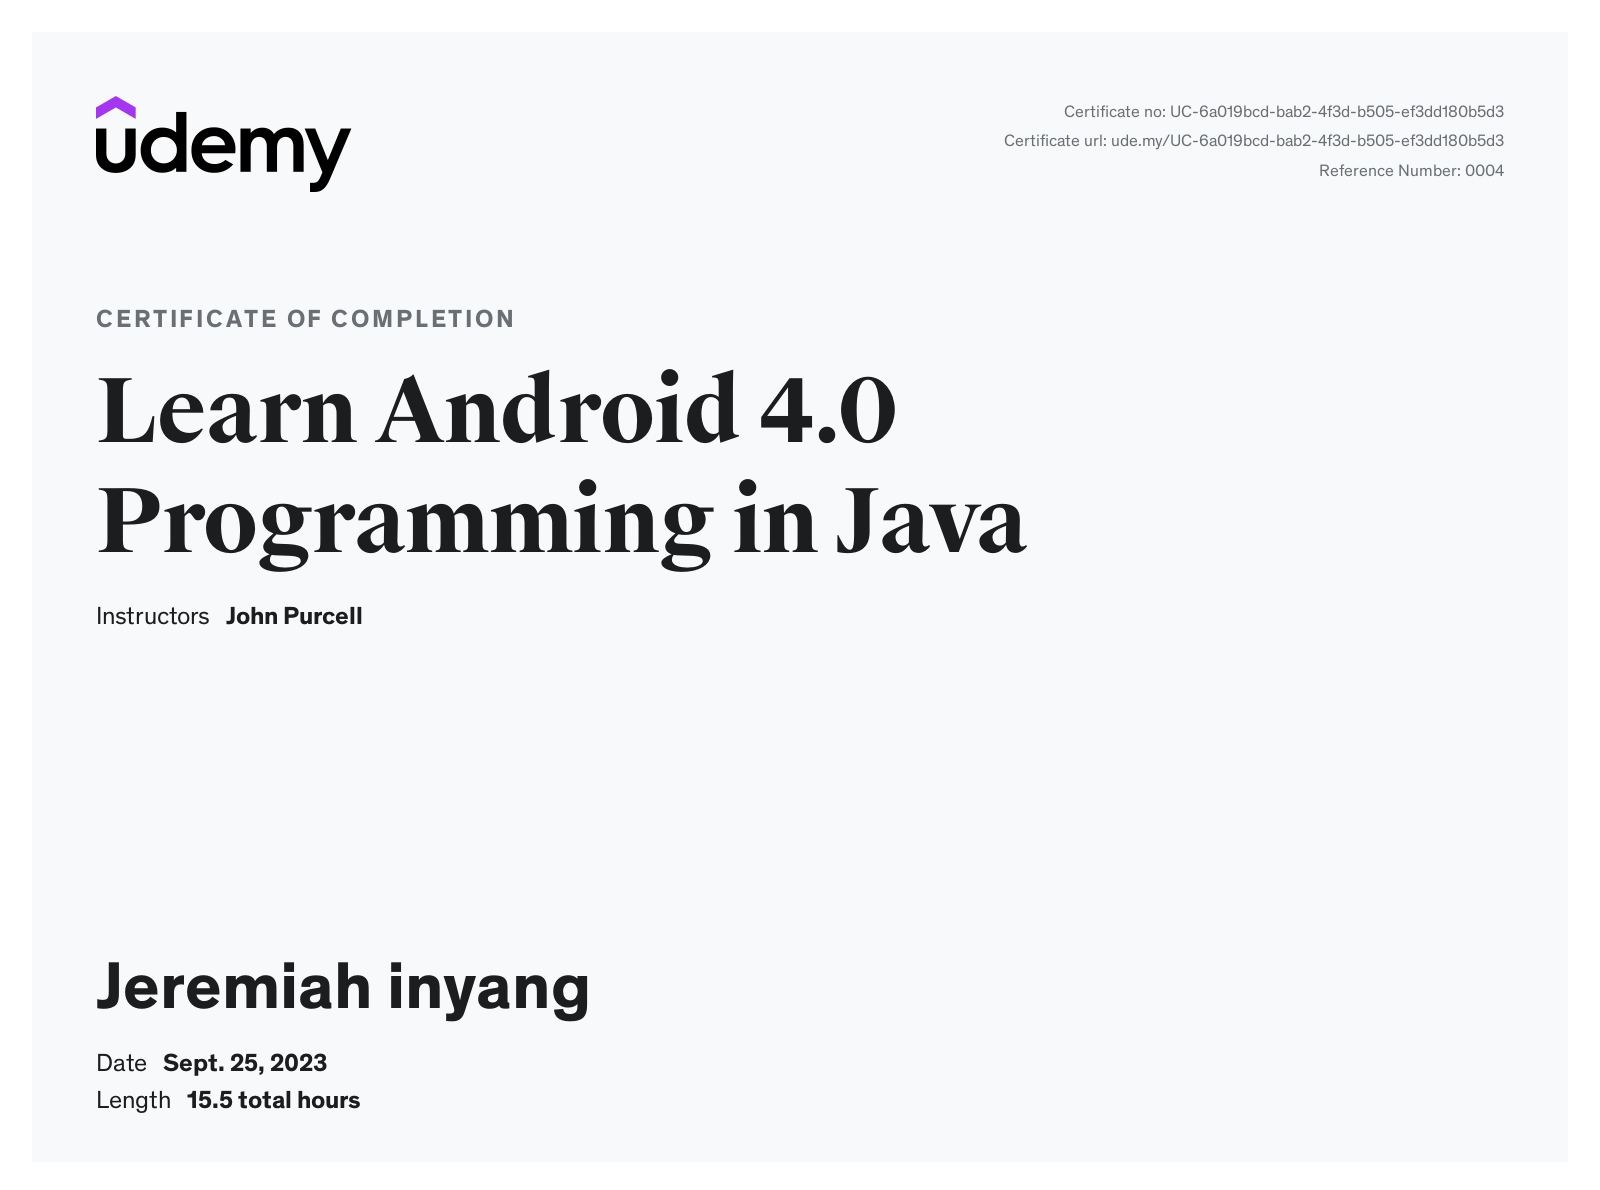 udemy
Certificate no: UC-6a019bcd-bab2-4f3d-b505-ef3dd180b5d3
Certificate url: ude.my/UC-6a019bcd-bab2-4f3d-b505-ef3dd180b5d3
Reference Number: 0004
CERTIFICATE OF COMPLETION
Learn Android 4.0
Programming in Java
Instructors John Purcell
Jeremiah inyang
Date Sept. 25, 2023
Length 15.5 total hours